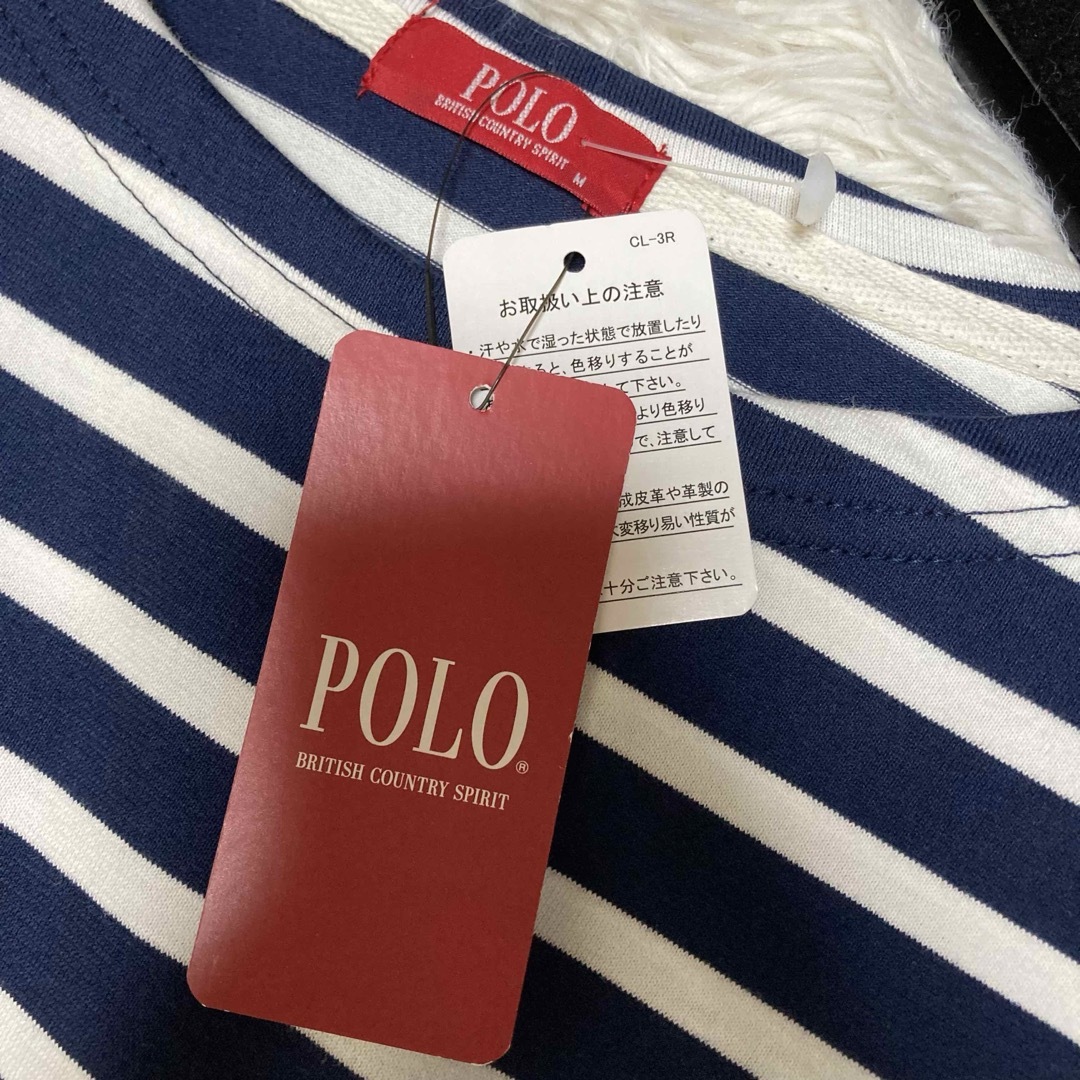 POLO
BRITISH COUNTRY SPIRIT
M
CL-3R
お取扱い上の注意
・汗や水で湿った状態で放置したり
ると、色移りすることが
して下さい。
より色移り
で、注意して
成皮革や革製の
大変移り易い性質が
十分ご注意下さい。
POLO®
BRITISH COUNTRY SPIRIT